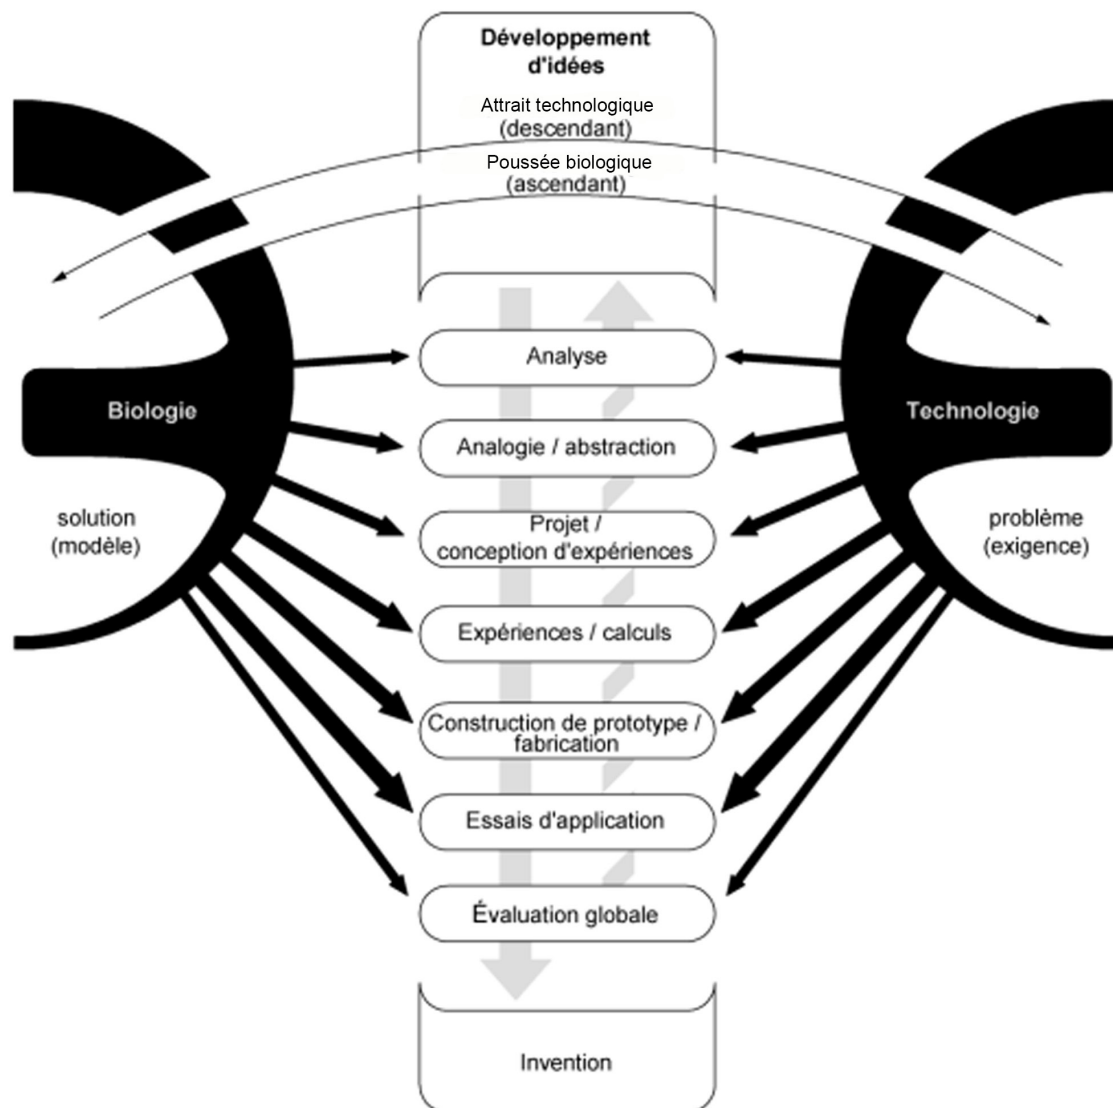 Développement
d'idées
Attrait technologique
(descendant)
Poussée biologique
(ascendant)
Analyse
Biologie
Technologie
Analogie / abstraction
solution
(modèle)
Projet /
conception d'expériences
problème
(exigence)
Expériences / calculs
Construction de prototype /
fabrication
Essais d'application
Évaluation globale
Invention